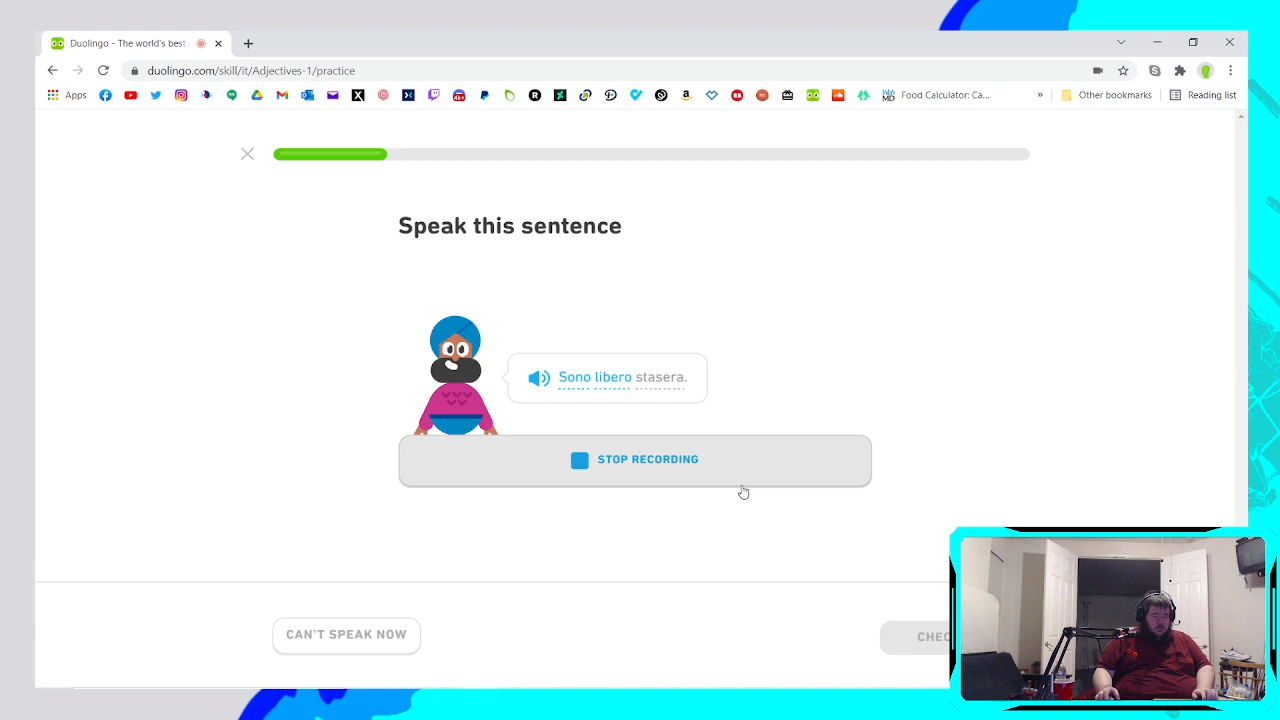 Duolingo - The world's best
duolingo.com/skill/it/Adjectives-1/practice
Apps
Food Calculator: Ca...
»
Other bookmarks
Reading list
Speak this sentence
Sono libero stasera.
STOP RECORDING
CAN'T SPEAK NOW
CHEC